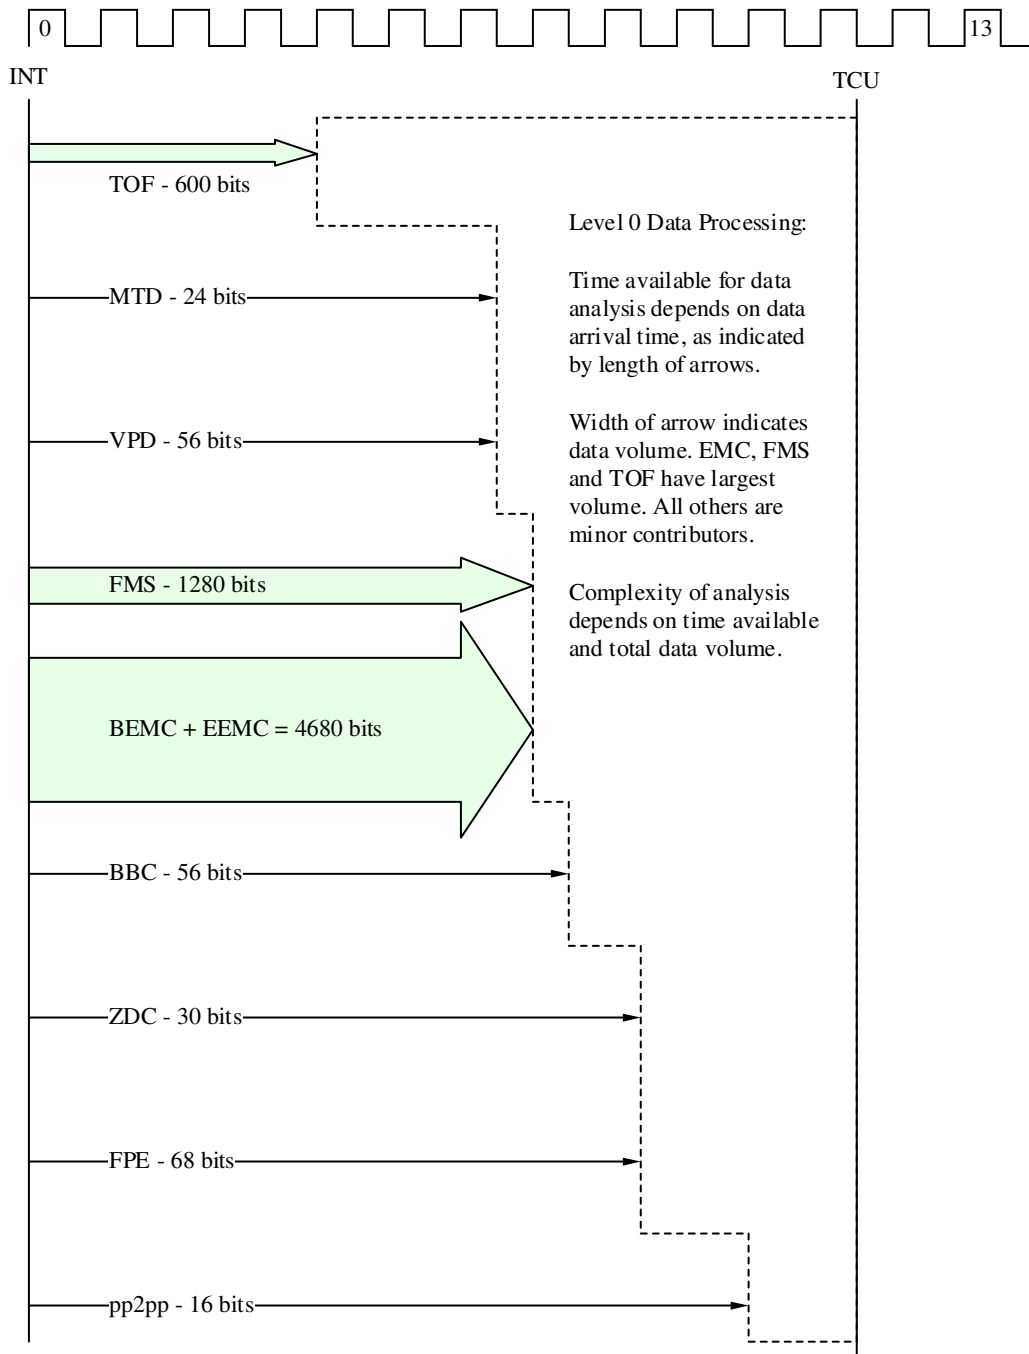 0
13
INT
TCU
TOF - 600 bits
Level 0 Data Processing:
MTD - 24 bits
Time available for data
analysis depends on data
arrival time, as indicated
by length of arrows.
VPD - 56 bits
Width of arrow indicates
data volume. EMC, FMS
and TOF have largest
volume. All others are
minor contributors.
FMS - 1280 bits
Complexity of analysis
depends on time available
and total data volume.
BEMC + EEMC = 4680 bits
BBC - 56 bits
ZDC - 30 bits
FPE - 68 bits
pp2pp - 16 bits